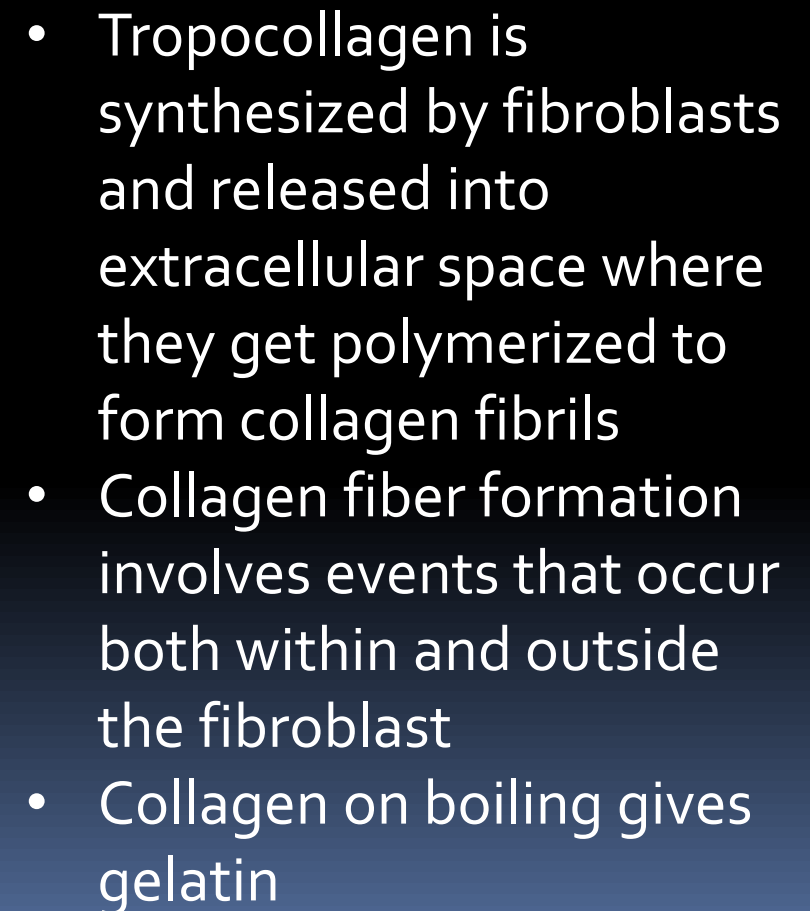 • Tropocollagen is
synthesized by fibroblasts
and released into
extracellular space where
they get polymerized to
form collagen fibrils
• Collagen fiber formation
involves events that occur
both within and outside
the fibroblast
• Collagen on boiling gives
gelatin